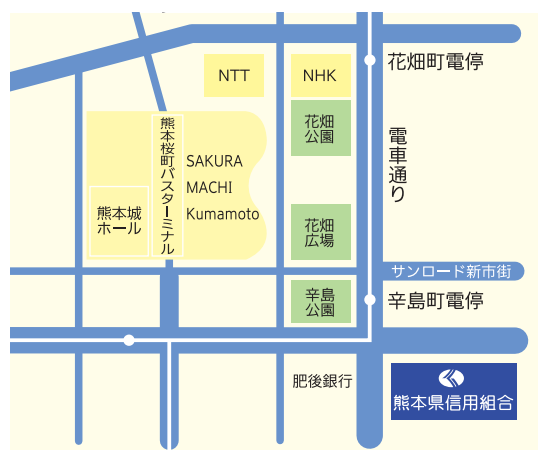 NTT
NHK
花畑町電停
花畑
公園
電車通り
熊本桜町バスターミナル
SAKURA
MACHI
Kumamoto
熊本城
ホール
花畑
広場
サンロード新市街
辛島
公園
辛島町電停
肥後銀行
熊本県信用組合